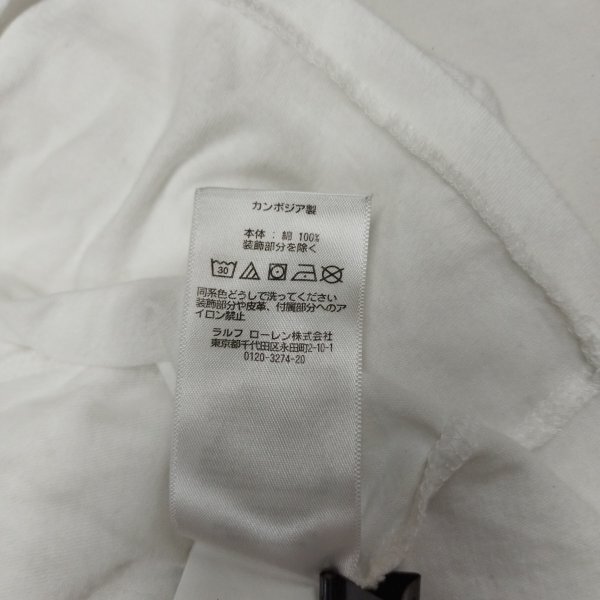 カンボジア製
本体 : 綿 100%
装飾部分を除く
30
同系色どうしで洗ってください
装飾部分や皮革、付属部分へのア
イロン禁止
ラルフ ローレン株式会社
東京都千代田区永田町2-10-1
0120-3274-20